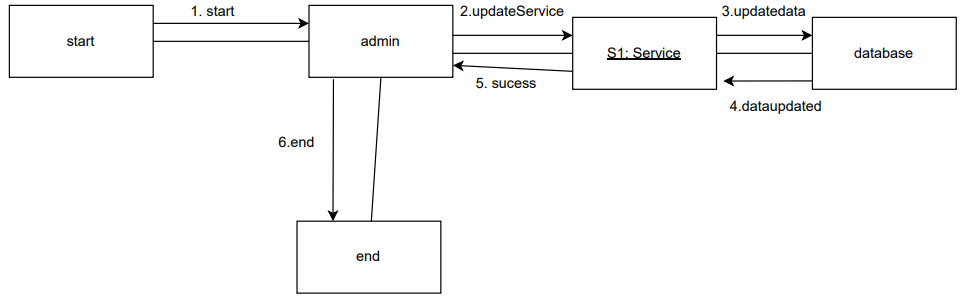 1. start
2.updateService
3.updatedata
start
admin
S1: Service
database
5. sucess
4.dataupdated
6.end
end